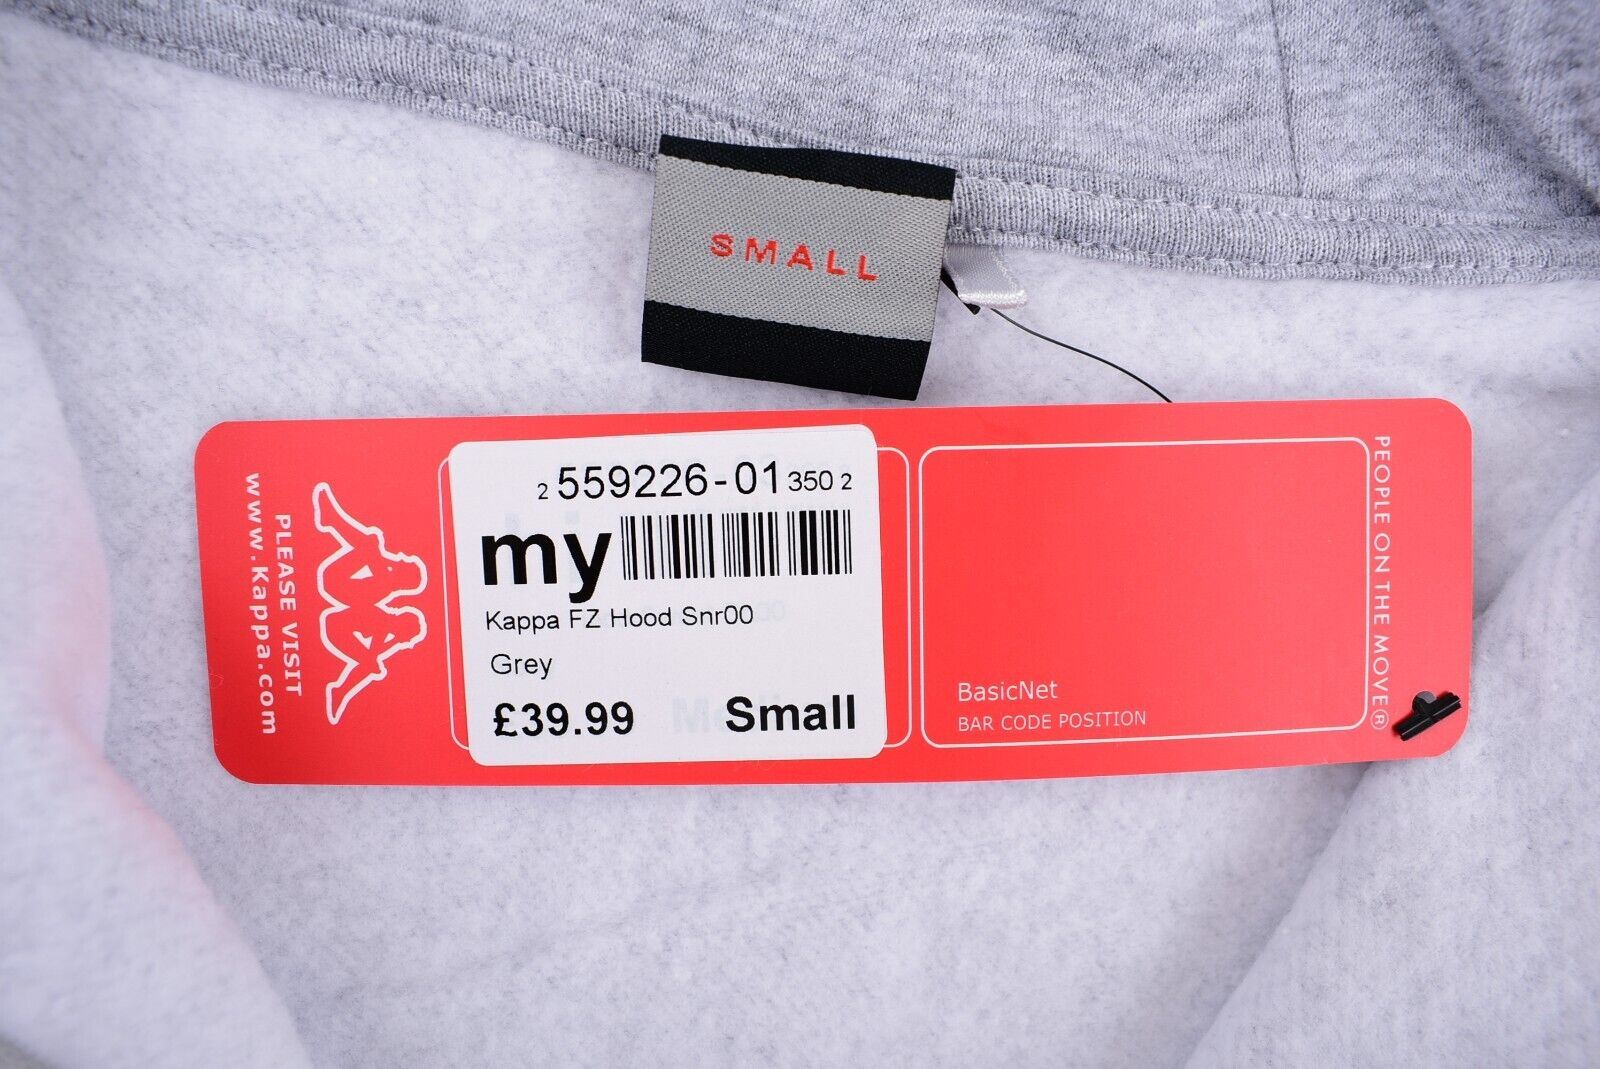 SMALL
PLEASE VISIT
www.Kappa.com
2 559226-01 350 2
my
Kappa FZ Hood Snr00
Grey
£39.99 Small
BasicNet
BAR CODE POSITION
PEOPLE ON THE MOVE®